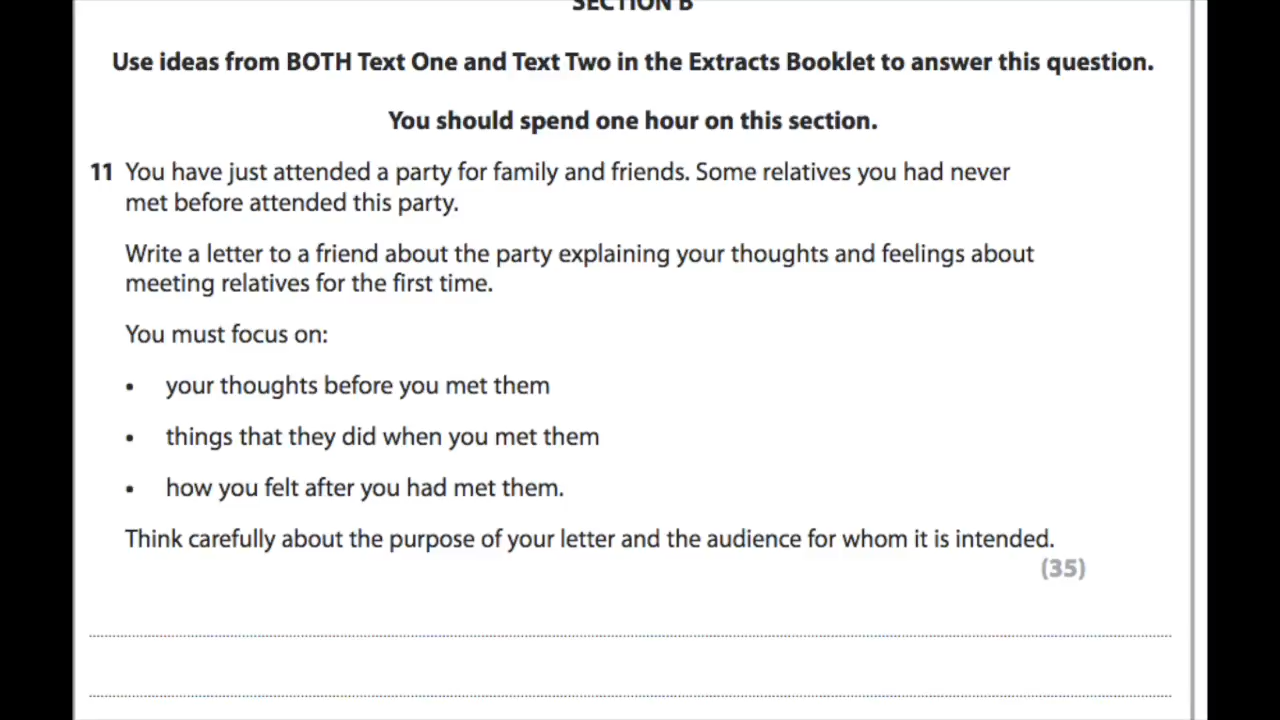 SECTION B
Use ideas from BOTH Text One and Text Two in the Extracts Booklet to answer this question.
You should spend one hour on this section.
11 You have just attended a party for family and friends. Some relatives you had never
met before attended this party.
Write a letter to a friend about the party explaining your thoughts and feelings about
meeting relatives for the first time.
You must focus on:
• your thoughts before you met them
• things that they did when you met them
• how you felt after you had met them.
Think carefully about the purpose of your letter and the audience for whom it is intended.
(35)